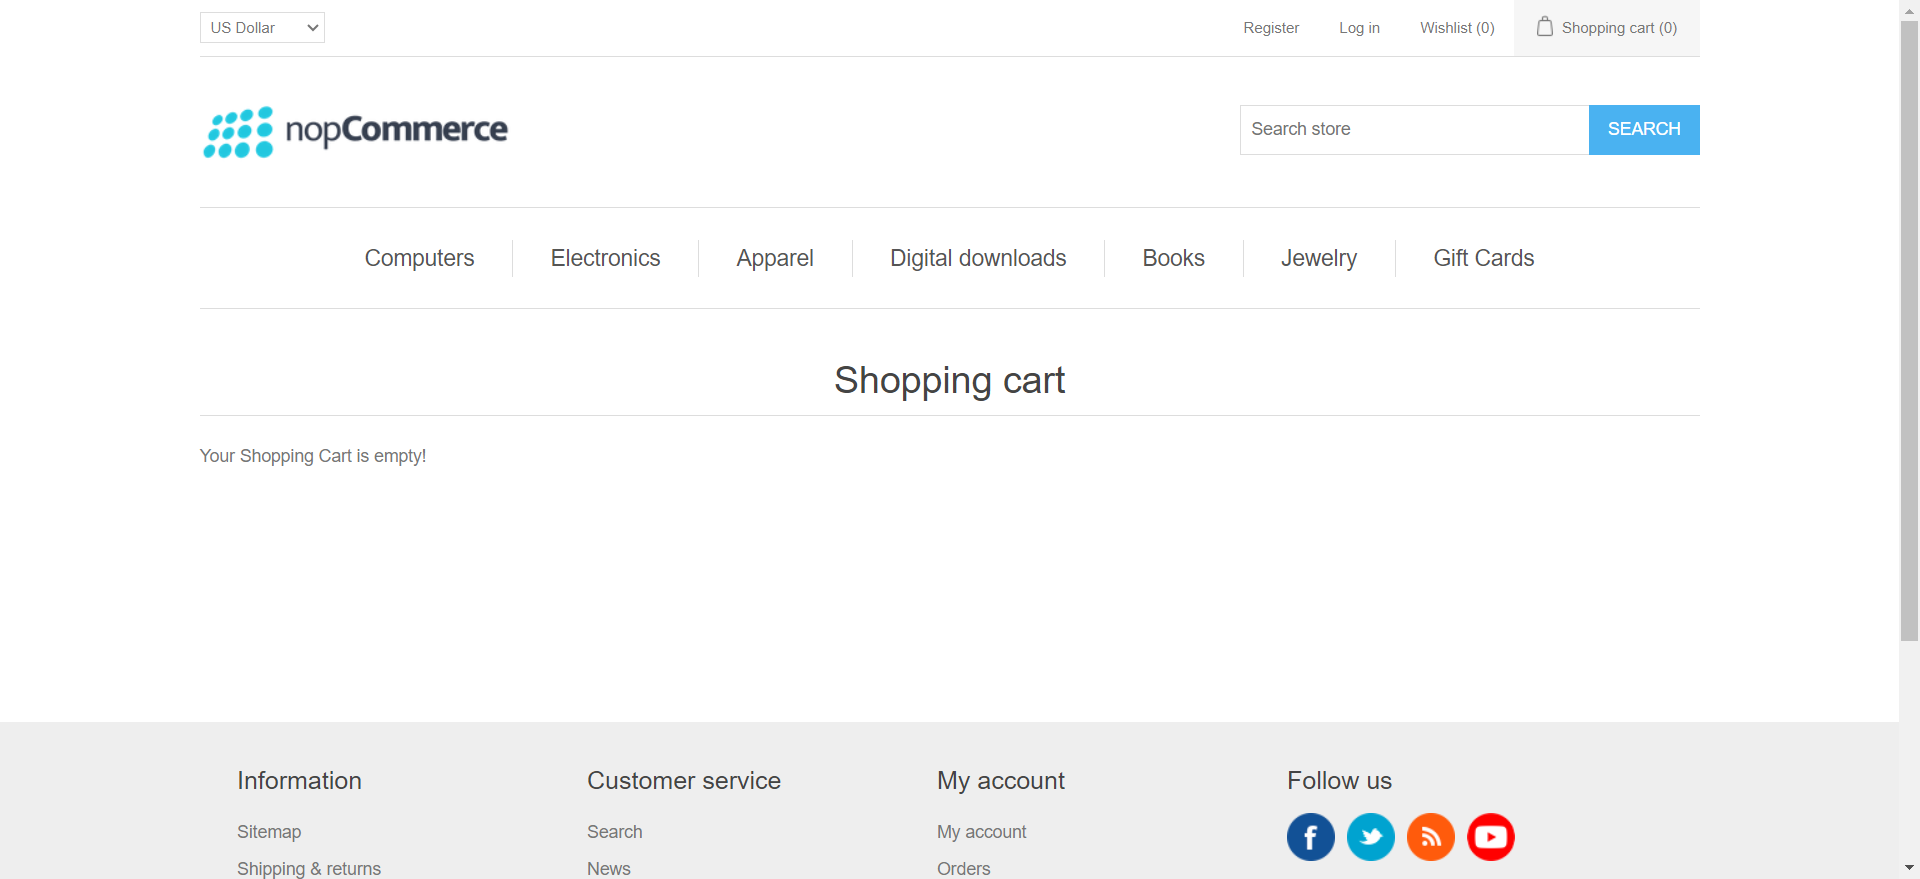 US Dollar
Register
Log in
Wishlist (0)
Shopping cart (0)
nopCommerce
Search store
SEARCH
Computers
Electronics
Apparel
Digital downloads
Books
Jewelry
Gift Cards
Shopping cart
Your Shopping Cart is empty!
Information
Sitemap
Shipping & returns
Customer service
Search
News
My account
My account
Orders
Follow us